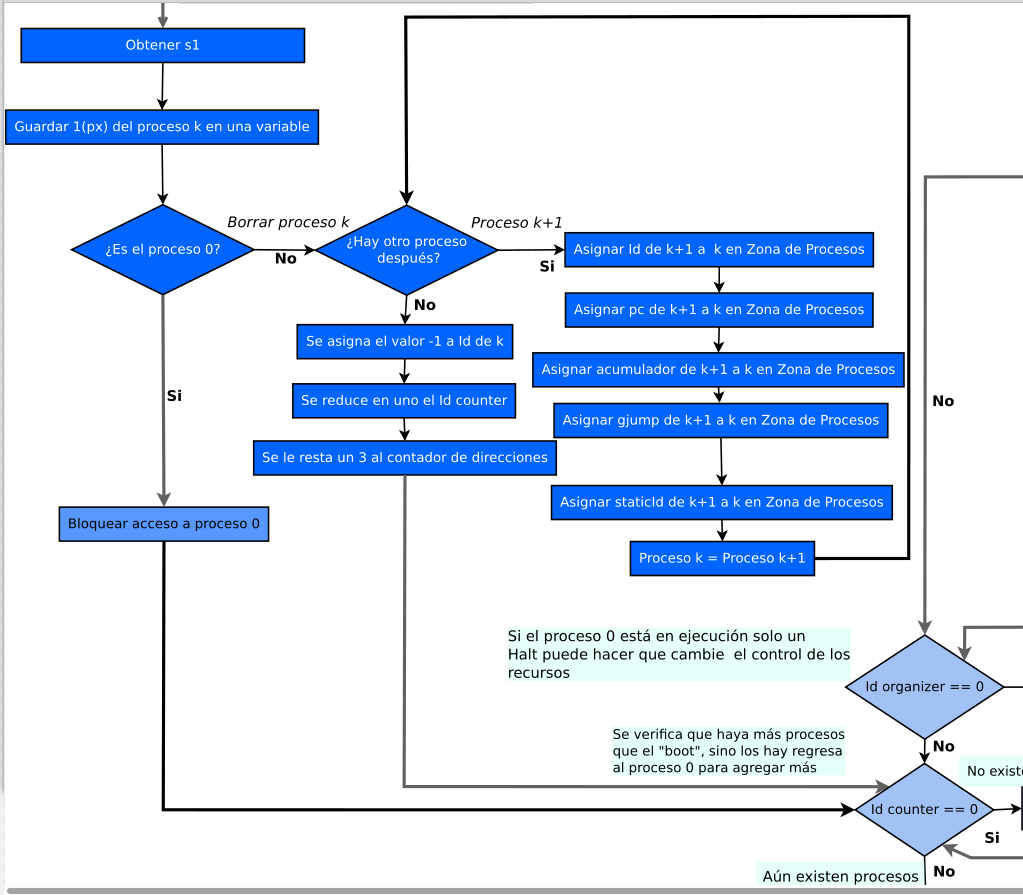 Obtener s1
Guardar 1(px) del proceso k en una variable
¿Es el proceso 0?
Borrar proceso k
No
¿Hay otro proceso
después?
Proceso k+1
Si
Asignar Id de k+1 a  k en Zona de Procesos
Asignar pc de k+1 a k en Zona de Procesos
Asignar acumulador de k+1 a k en Zona de Procesos
Asignar gjump de k+1 a k en Zona de Procesos
Asignar staticId de k+1 a k en Zona de Procesos
Proceso k = Proceso k+1
No
Se asigna el valor -1 a Id de k
Se reduce en uno el Id counter
Se le resta un 3 al contador de direcciones
Si
Bloquear acceso a proceso 0
No
Si el proceso 0 está en ejecución solo un
Halt puede hacer que cambie  el control de los
recursos
Id organizer == 0
No
Se verifica que haya más procesos
que el "boot", sino los hay regresa
al proceso 0 para agregar más
No existe
Id counter == 0
Si
No
Aún existen procesos